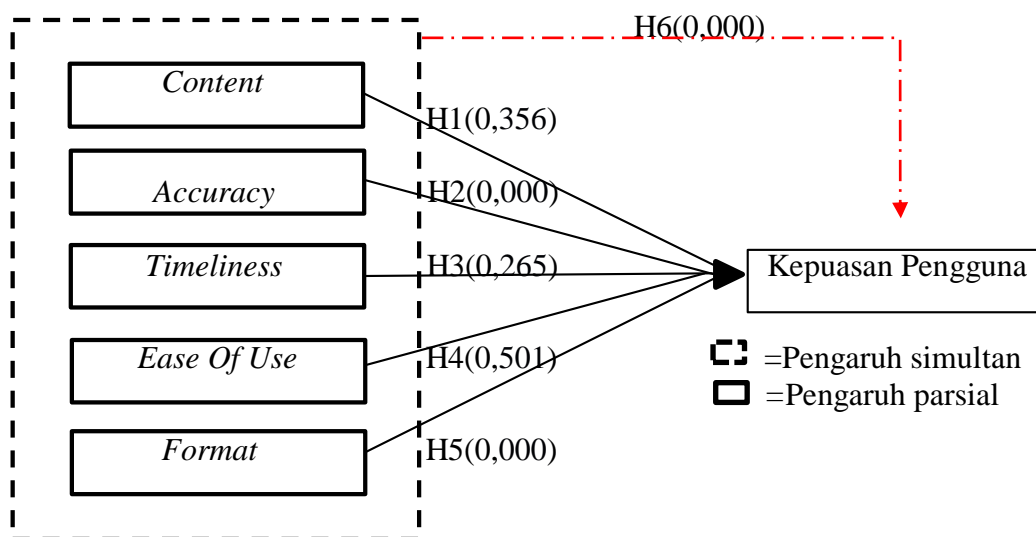 H6(0,000)
Content
H1(0,356)
Accuracy
H2(0,000)
Timeliness
H3(0,265)
Kepuasan Pengguna
Ease Of Use
H4(0,501)
=Pengaruh simultan
=Pengaruh parsial
Format
H5(0,000)